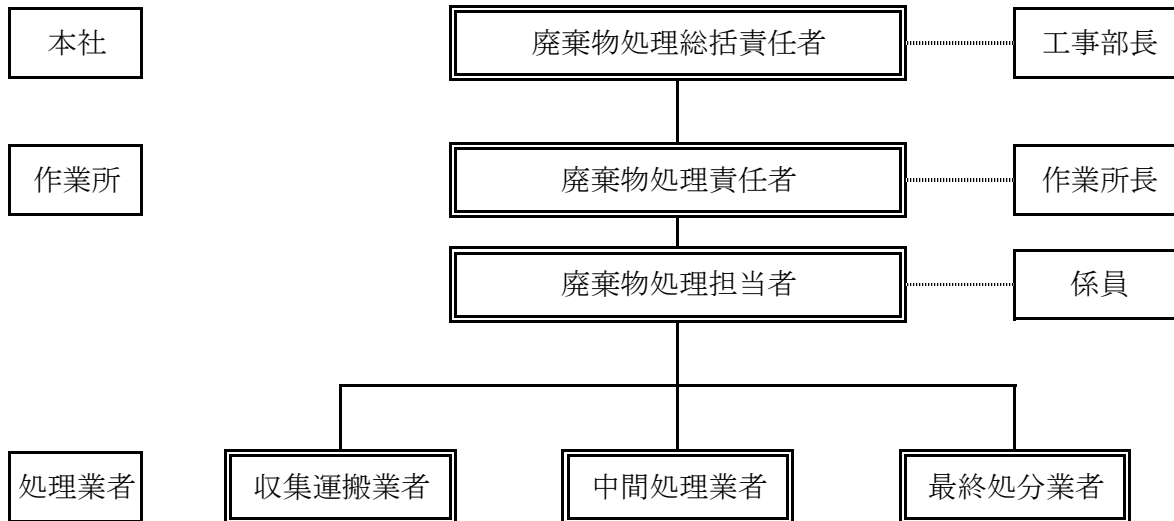 本社
廃棄物処理総括責任者
工事部長
作業所
廃棄物処理責任者
作業所長
廃棄物処理担当者
係員
処理業者
収集運搬業者
中間処理業者
最終処分業者